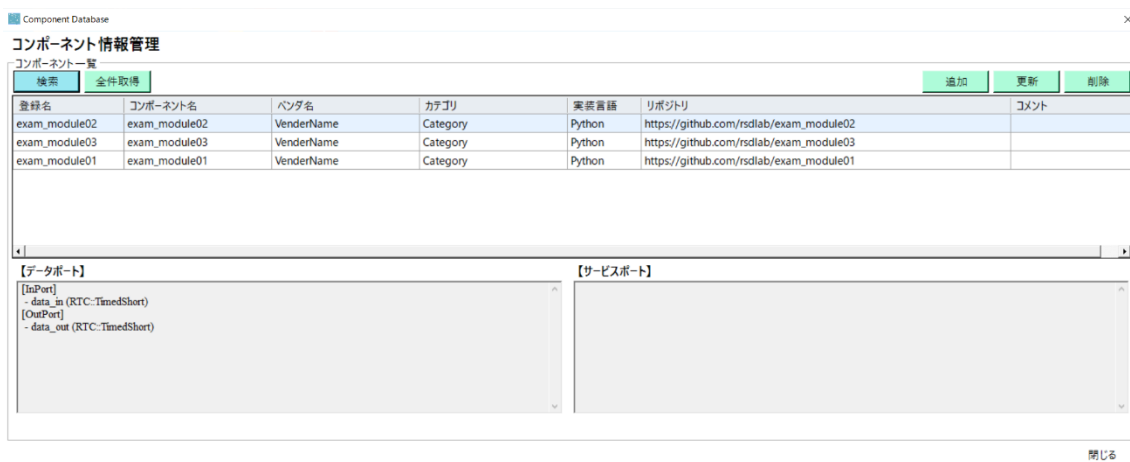 Component Database
コンポーネント情報管理
コンポーネント一覧
検索 全件取得 追加 更新 削除
登録名 コンポーネント名 ベンダ名 カテゴリ 実装言語 リポジトリ コメント
exam_module02 exam_module02 VenderName Category Python https://github.com/rsdlab/exam_module02
exam_module03 exam_module03 VenderName Category Python https://github.com/rsdlab/exam_module03
exam_module01 exam_module01 VenderName Category Python https://github.com/rsdlab/exam_module01
【データポート】 【サービスポート】
[InPort]
- data_in (RTC::TimedShort)
[OutPort]
- data_out (RTC::TimedShort)
閉じる